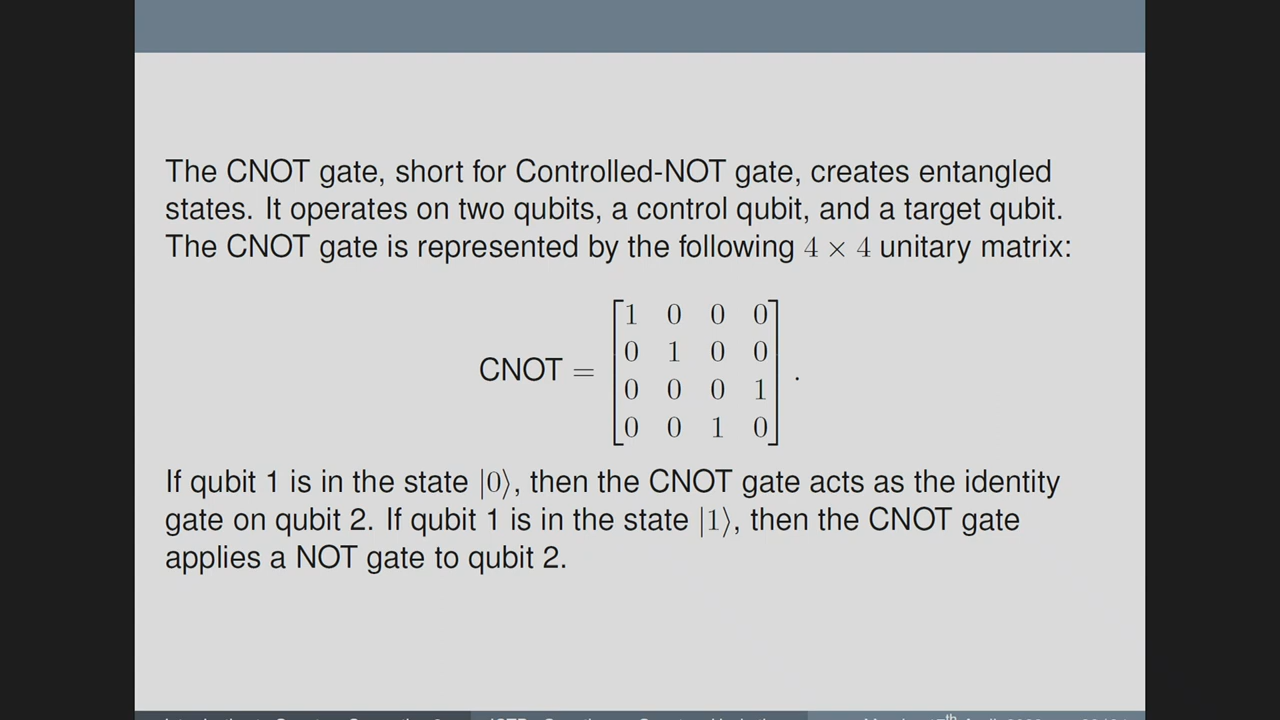 The CNOT gate, short for Controlled-NOT gate, creates entangled
states. It operates on two qubits, a control qubit, and a target qubit.
The CNOT gate is represented by the following 4 × 4 unitary matrix:
1 0 0 0
0 1 0 0
CNOT = .
0 0 0 1
0 0 1 0
If qubit 1 is in the state |0⟩, then the CNOT gate acts as the identity
gate on qubit 2. If qubit 1 is in the state |1⟩, then the CNOT gate
applies a NOT gate to qubit 2.